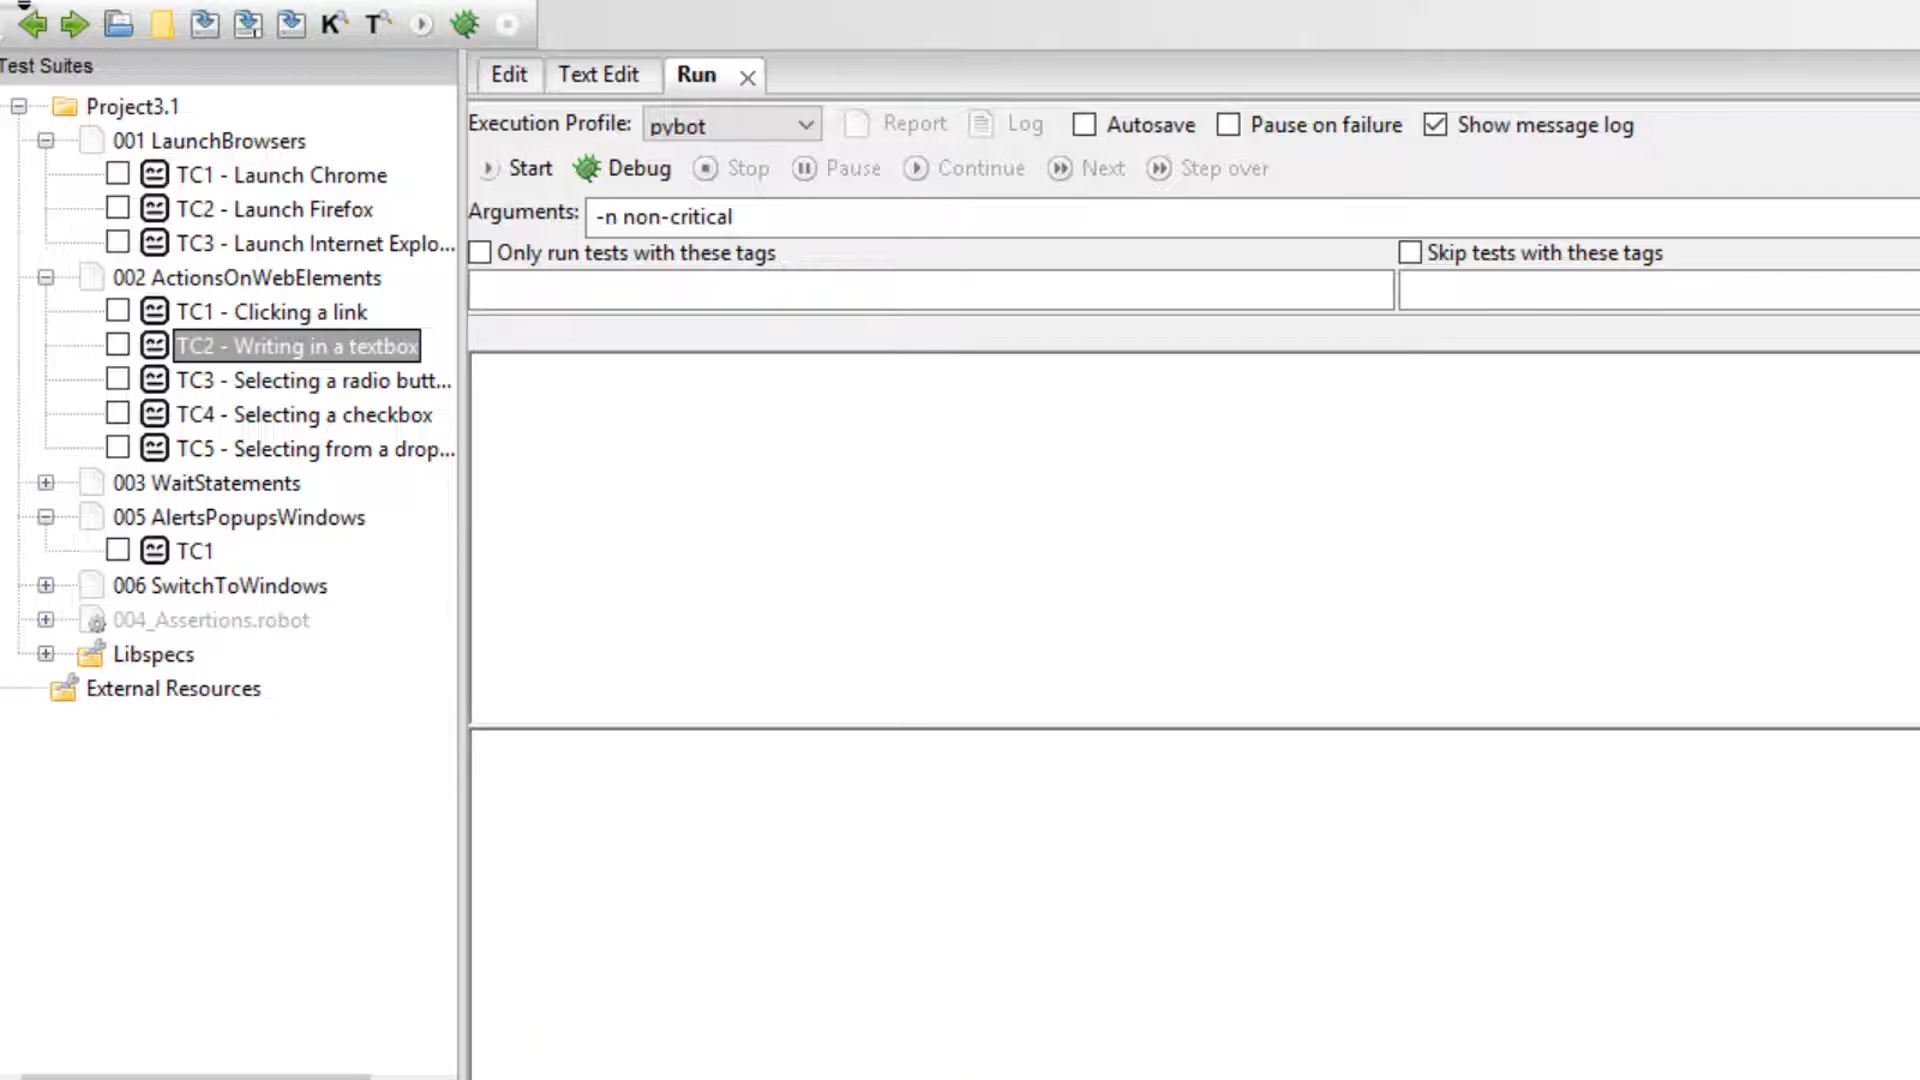 K T
Test Suites
Edit Text Edit Run
Project3.1
Execution Profile: pybot Report Log Autosave Pause on failure Show message log
001 LaunchBrowsers
Start Debug Stop Pause Continue Next Step over
TC1 - Launch Chrome
TC2 - Launch Firefox
Arguments: -n non-critical
TC3 - Launch Internet Explo...
Only run tests with these tags Skip tests with these tags
002 ActionsOnWebElements
TC1 - Clicking a link
TC2 - Writing in a textbox
TC3 - Selecting a radio butt...
TC4 - Selecting a checkbox
TC5 - Selecting from a drop...
003 WaitStatements
005 AlertsPopupsWindows
TC1
006 SwitchToWindows
004_Assertions.robot
Libspecs
External Resources